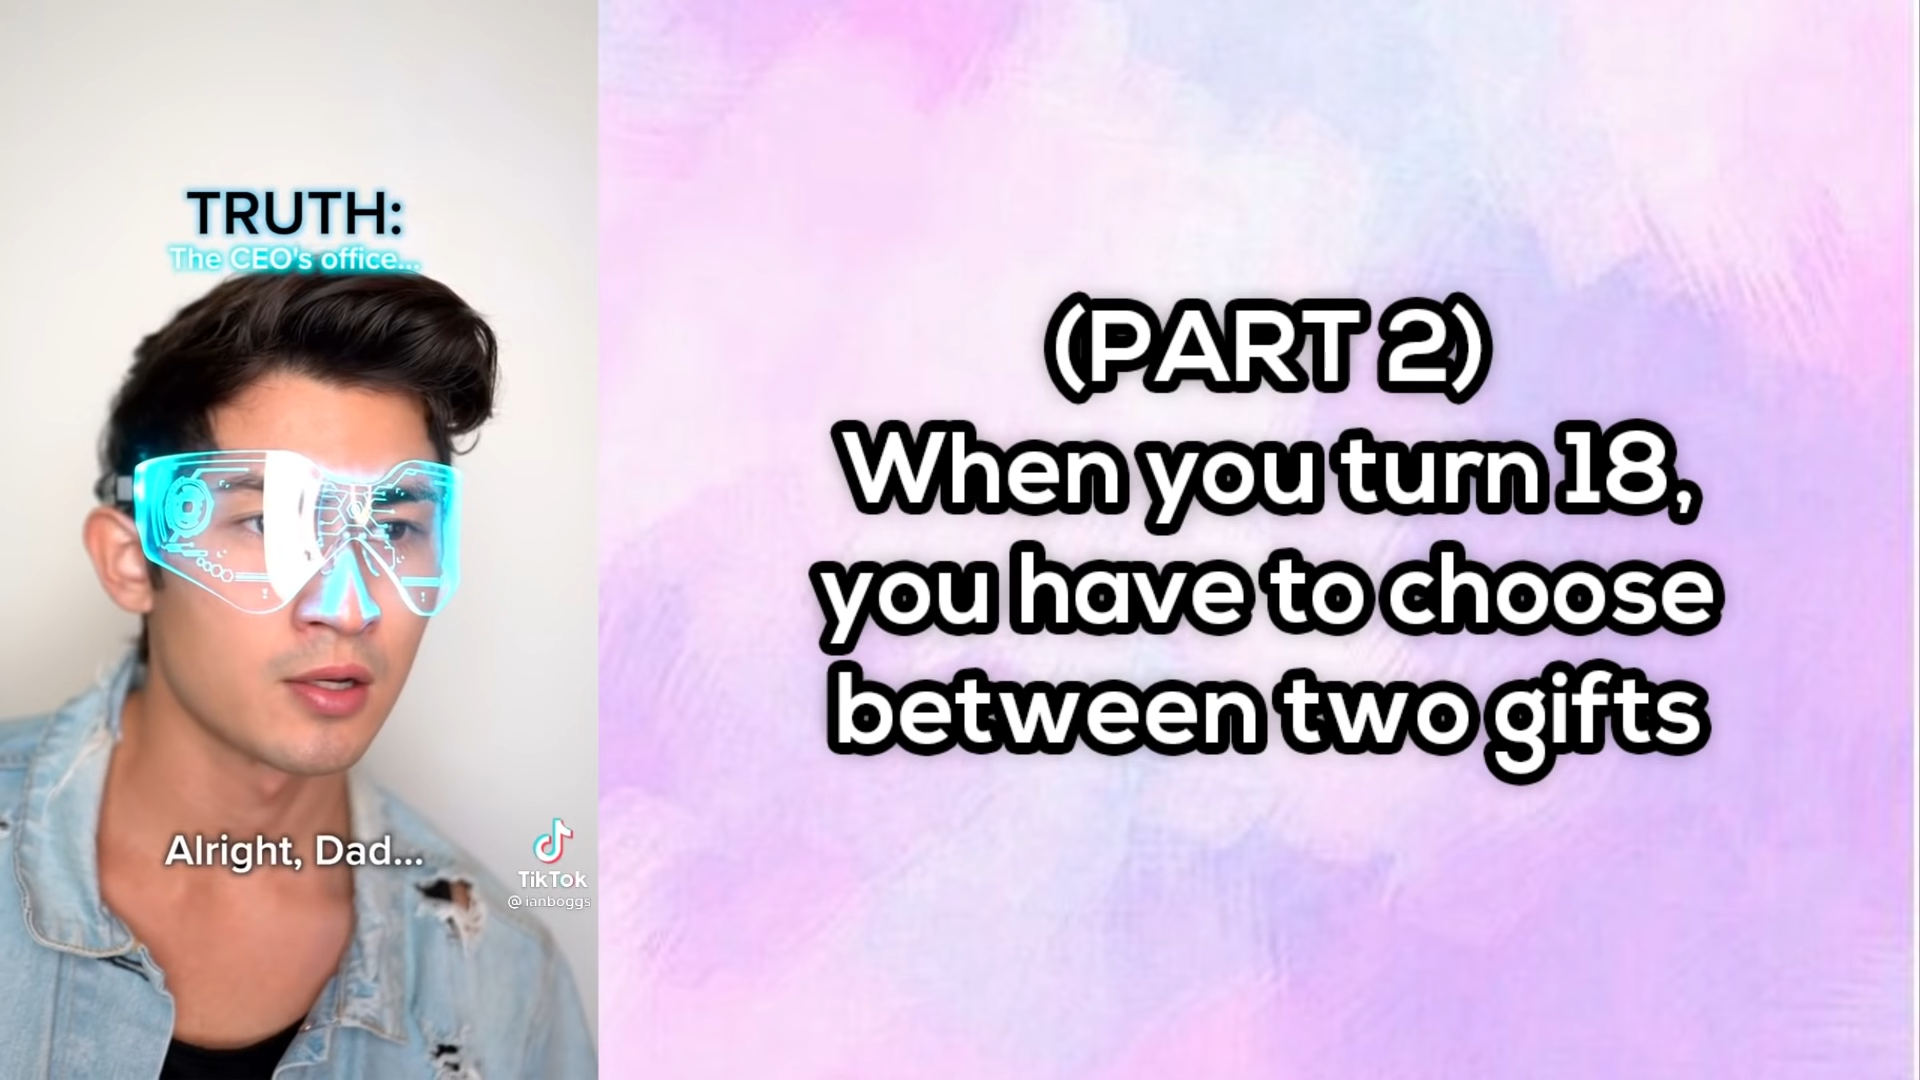 TRUTH:
The CEO's office...
Alright, Dad...
TikTok
@ianboggs
(PART 2)
When you turn 18,
you have to choose
between two gifts